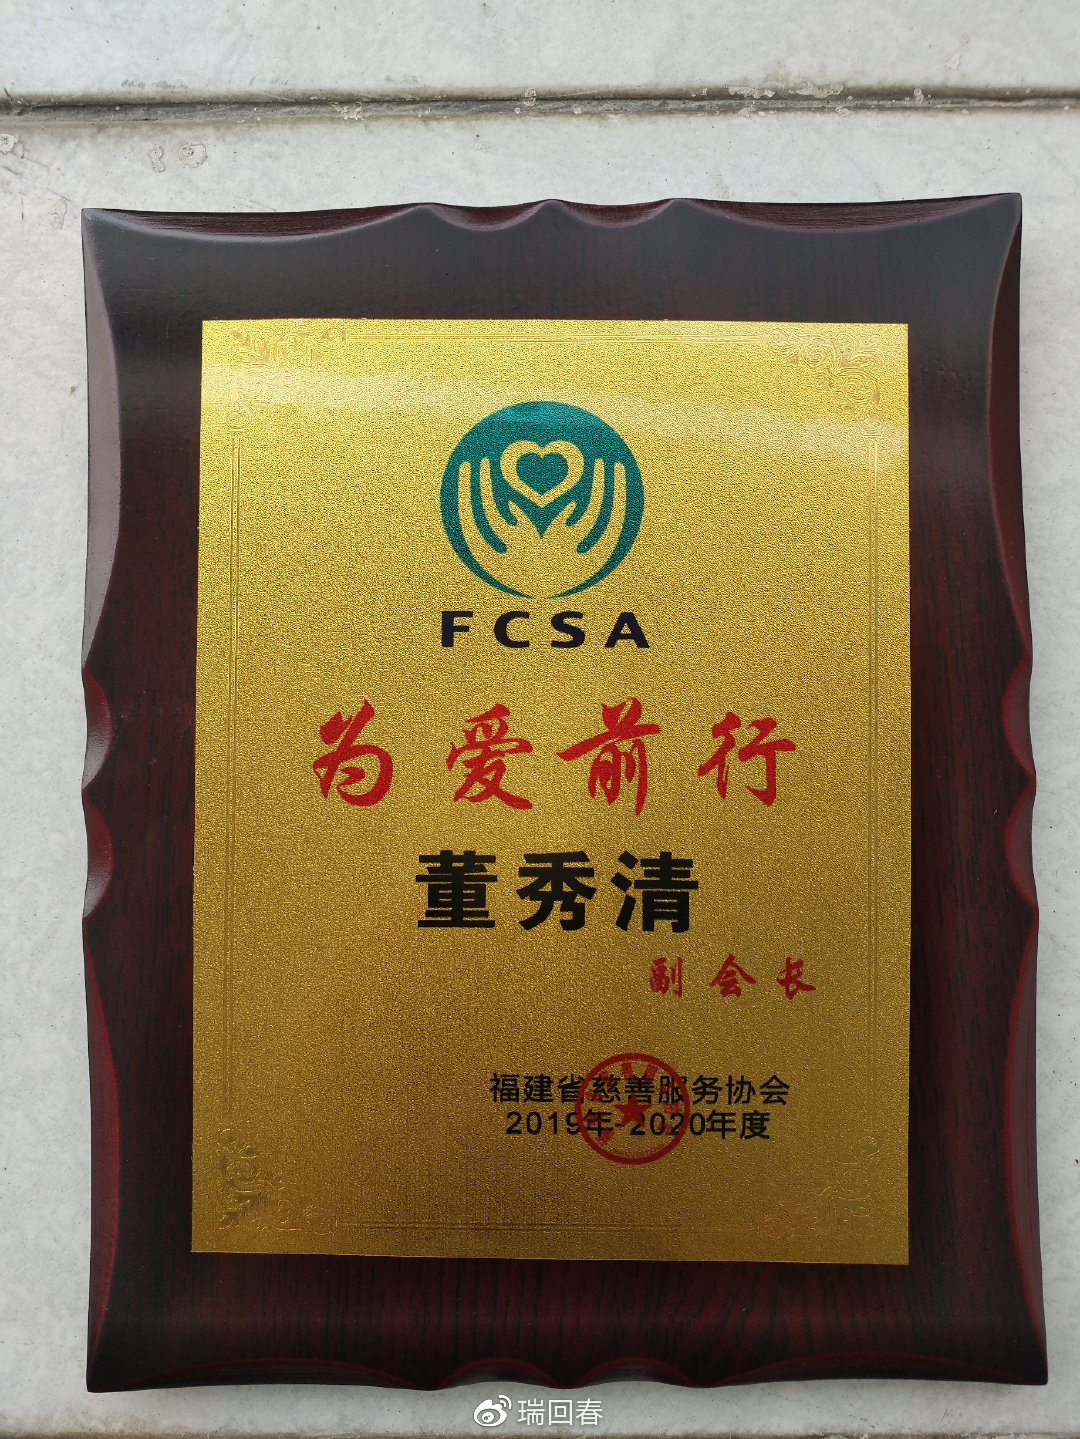 FCSA
为爱前行
董秀清
副会长
福建省慈善服务协会
2019年-2020年度
瑞回春